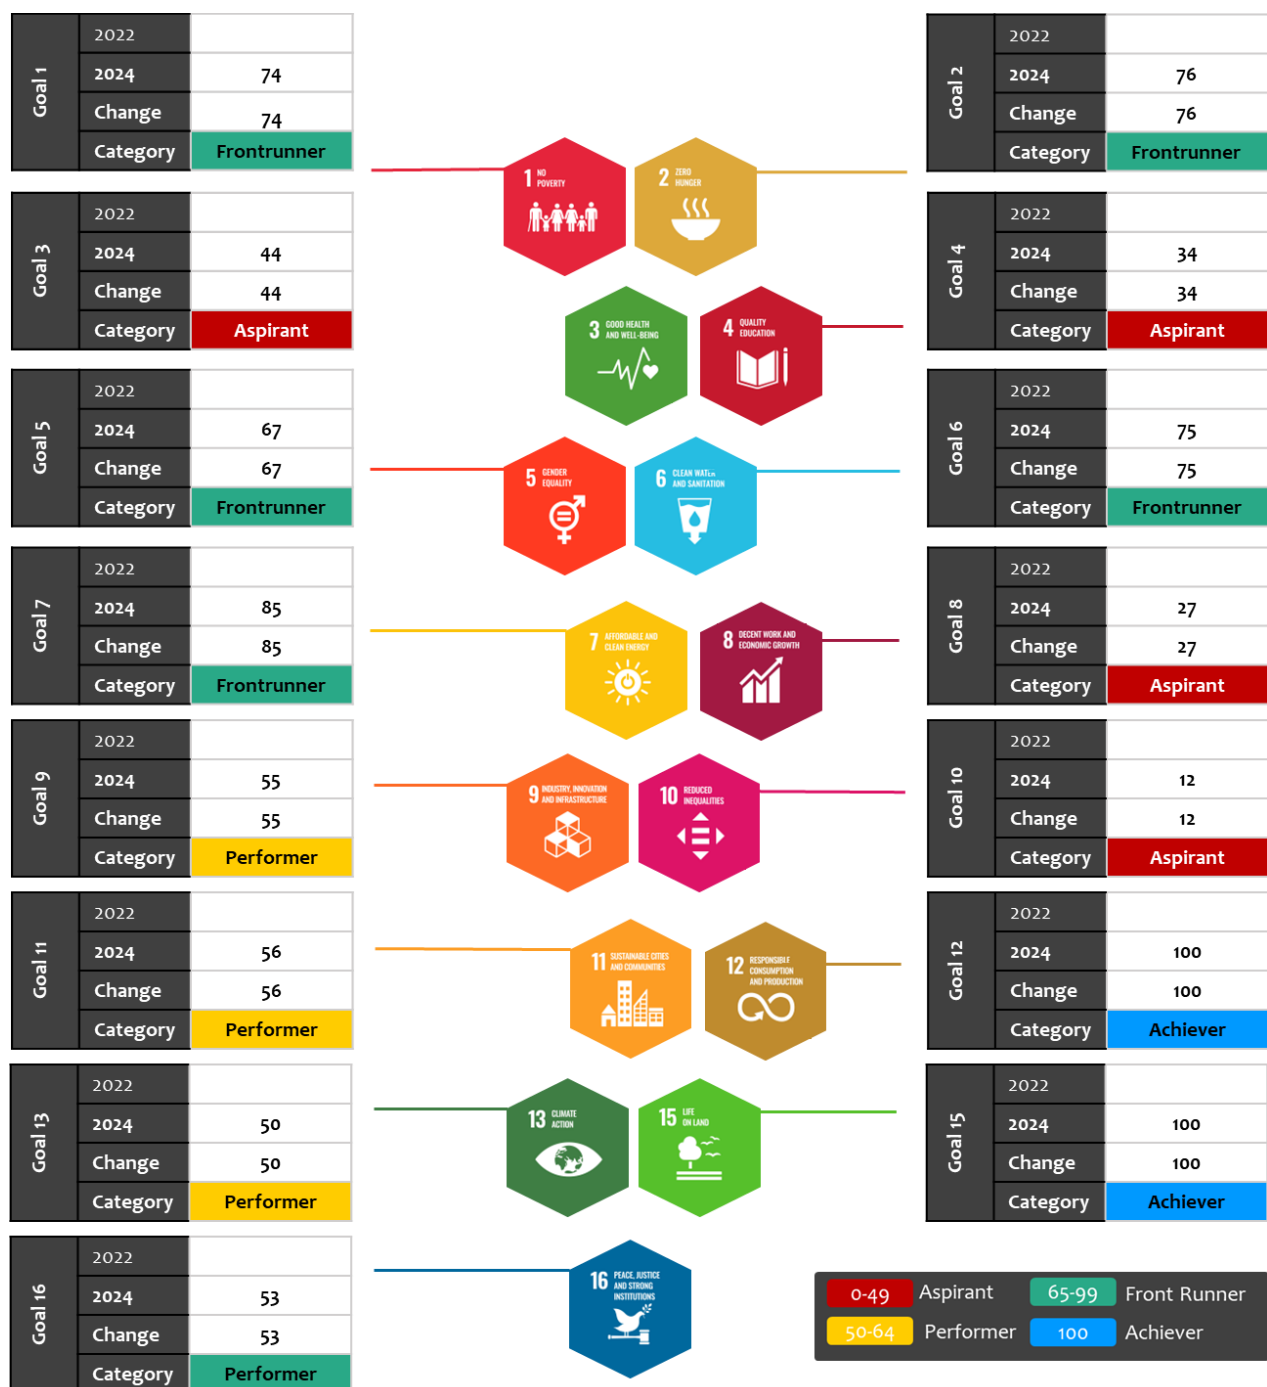 Goal 1
2022
2024 74
Change 74
Category Frontrunner
Goal 2
2022
2024 76
Change 76
Category Frontrunner
1 NO
POVERTY
2 ZERO
HUNGER
Goal 3
2022
2024 44
Change 44
Category Aspirant
Goal 4
2022
2024 34
Change 34
Category Aspirant
3 GOOD HEALTH
AND WELL-BEING
4 QUALITY
EDUCATION
Goal 5
2022
2024 67
Change 67
Category Frontrunner
Goal 6
2022
2024 75
Change 75
Category Frontrunner
5 GENDER
EQUALITY
6 CLEAN WATER
AND SANITATION
Goal 7
2022
2024 85
Change 85
Category Frontrunner
Goal 8
2022
2024 27
Change 27
Category Aspirant
7 AFFORDABLE AND
CLEAN ENERGY
8 DECENT WORK AND
ECONOMIC GROWTH
Goal 9
2022
2024 55
Change 55
Category Performer
Goal 10
2022
2024 12
Change 12
Category Aspirant
9 INDUSTRY, INNOVATION
AND INFRASTRUCTURE
10 REDUCED
INEQUALITIES
Goal 11
2022
2024 56
Change 56
Category Performer
Goal 12
2022
2024 100
Change 100
Category Achiever
11 SUSTAINABLE CITIES
AND COMMUNITIES
12 RESPONSIBLE
CONSUMPTION
AND PRODUCTION
Goal 13
2022
2024 50
Change 50
Category Performer
Goal 15
2022
2024 100
Change 100
Category Achiever
13 CLIMATE
ACTION
15 LIFE
ON LAND
Goal 16
2022
2024 53
Change 53
Category Performer
16 PEACE, JUSTICE
AND STRONG
INSTITUTIONS
0-49 Aspirant 65-99 Front Runner
50-64 Performer 100 Achiever